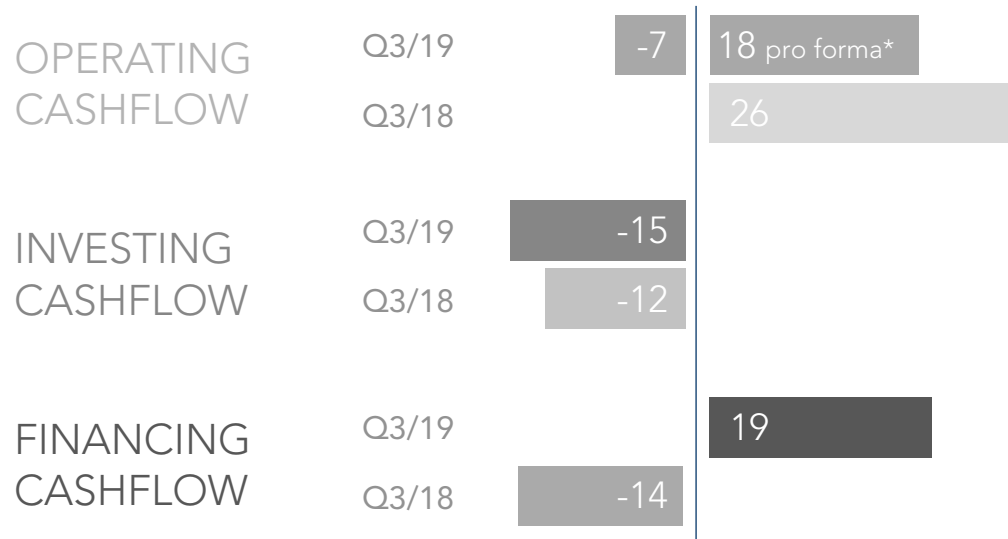 OPERATING
CASHFLOW
Q3/19
-7
18 pro forma*
Q3/18
26
INVESTING
CASHFLOW
Q3/19
-15
Q3/18
-12
FINANCING
CASHFLOW
Q3/19
19
Q3/18
-14